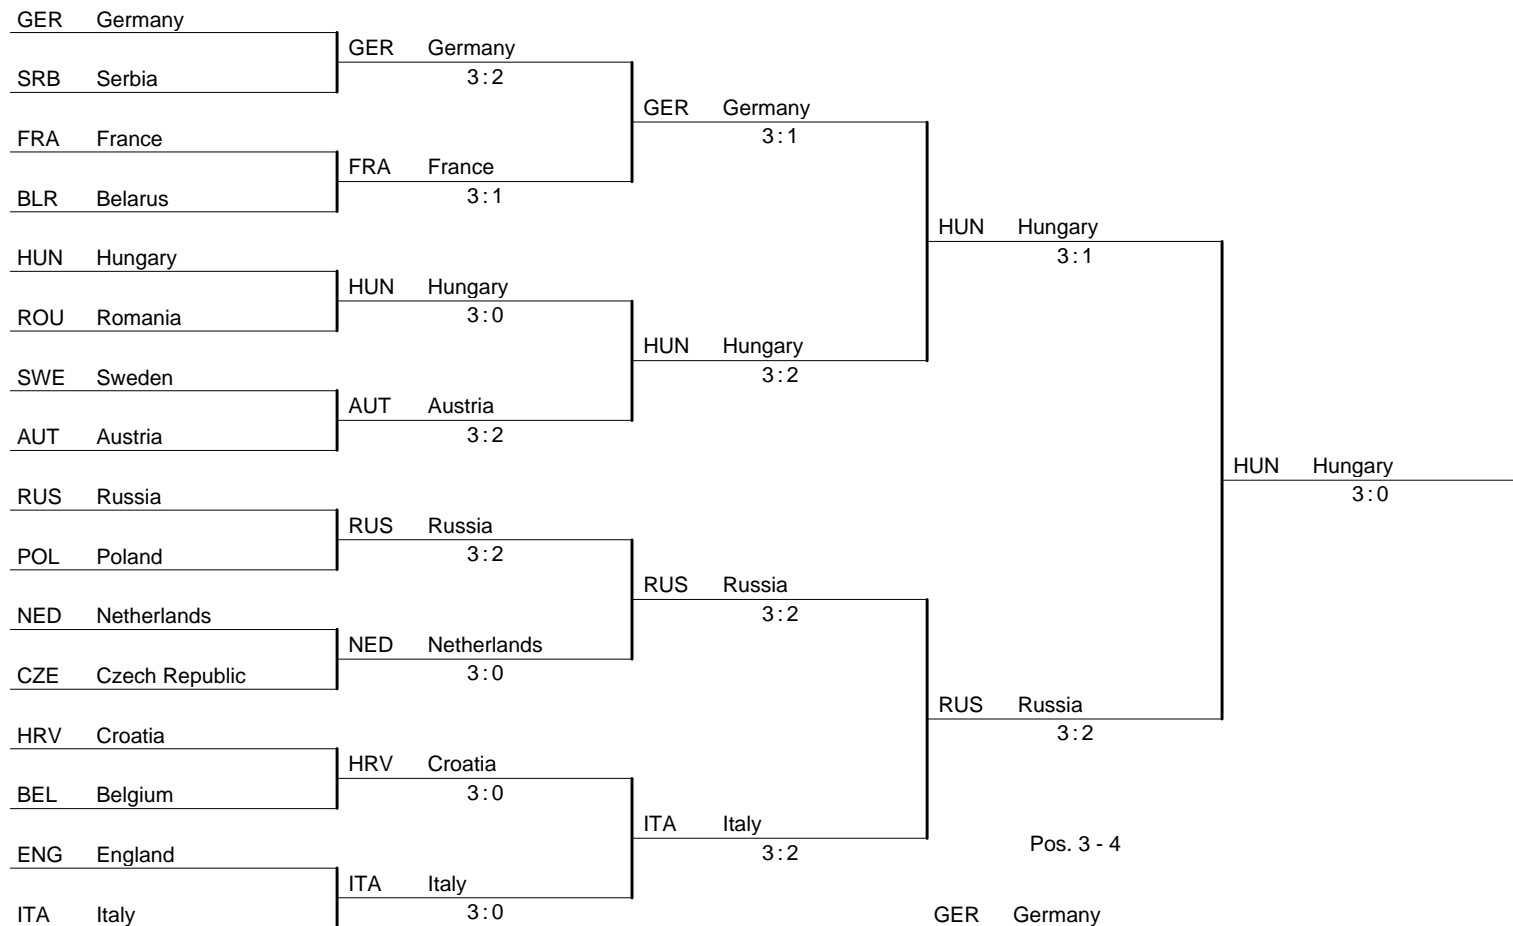 GER Germany
GER Germany
3:2
SRB Serbia
GER Germany
3:1
FRA France
FRA France
3:1
BLR Belarus
HUN Hungary
3:1
HUN Hungary
HUN Hungary
3:0
ROU Romania
HUN Hungary
3:2
SWE Sweden
AUT Austria
3:2
AUT Austria
HUN Hungary
3:0
RUS Russia
RUS Russia
3:2
POL Poland
RUS Russia
3:2
NED Netherlands
NED Netherlands
3:0
CZE Czech Republic
RUS Russia
3:2
HRV Croatia
HRV Croatia
3:0
BEL Belgium
ITA Italy
3:2
Pos. 3 - 4
ENG England
ITA Italy
3:0
ITA Italy
GER Germany